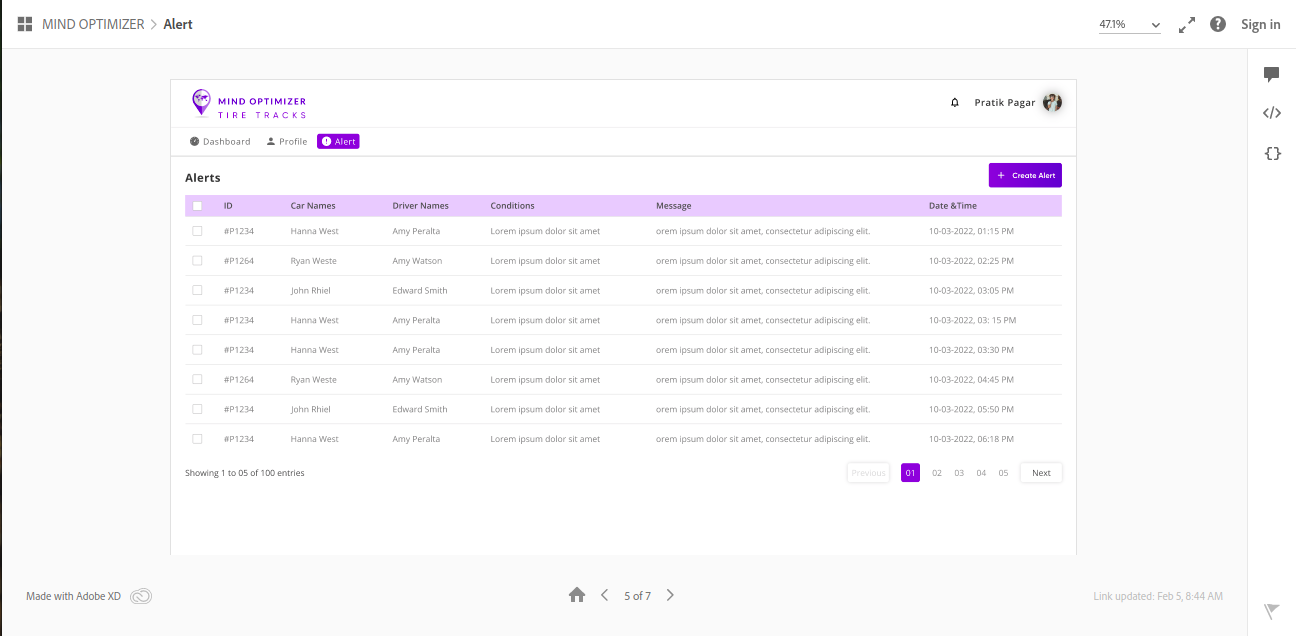 MIND OPTIMIZER > Alert
47.1%
Sign in
MIND OPTIMIZER
TIRE TRACKS
Pratik Pagar
Dashboard Profile Alert
Alerts
+ Create Alert
ID Car Names Driver Names Conditions Message Date &Time
#P1234 Hanna West Amy Peralta Lorem ipsum dolor sit amet orem ipsum dolor sit amet, consectetur adipiscing elit. 10-03-2022, 01:15 PM
#P1264 Ryan Weste Amy Watson Lorem ipsum dolor sit amet orem ipsum dolor sit amet, consectetur adipiscing elit. 10-03-2022, 02:25 PM
#P1234 John Rhiel Edward Smith Lorem ipsum dolor sit amet orem ipsum dolor sit amet, consectetur adipiscing elit. 10-03-2022, 03:05 PM
#P1234 Hanna West Amy Peralta Lorem ipsum dolor sit amet orem ipsum dolor sit amet, consectetur adipiscing elit. 10-03-2022, 03: 15 PM
#P1234 Hanna West Amy Peralta Lorem ipsum dolor sit amet orem ipsum dolor sit amet, consectetur adipiscing elit. 10-03-2022, 03:30 PM
#P1264 Ryan Weste Amy Watson Lorem ipsum dolor sit amet orem ipsum dolor sit amet, consectetur adipiscing elit. 10-03-2022, 04:45 PM
#P1234 John Rhiel Edward Smith Lorem ipsum dolor sit amet orem ipsum dolor sit amet, consectetur adipiscing elit. 10-03-2022, 05:50 PM
#P1234 Hanna West Amy Peralta Lorem ipsum dolor sit amet orem ipsum dolor sit amet, consectetur adipiscing elit. 10-03-2022, 06:18 PM
Showing 1 to 05 of 100 entries Previous 01 02 03 04 05 Next
Made with Adobe XD 5 of 7 Link updated: Feb 5, 8:44 AM